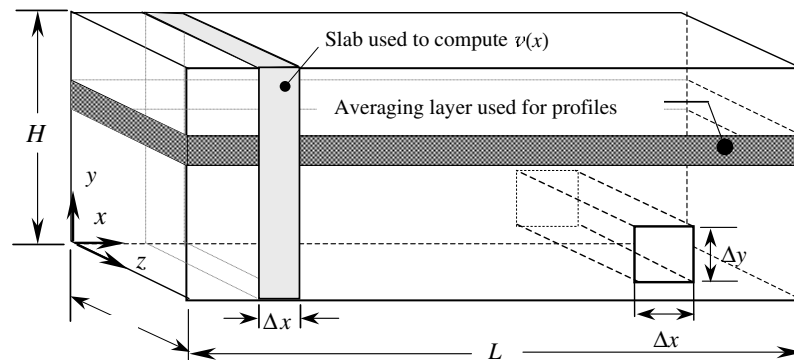 Slab used to compute v(x)
Averaging layer used for profiles
H
y
x
z
Δy
Δx
Δx
L